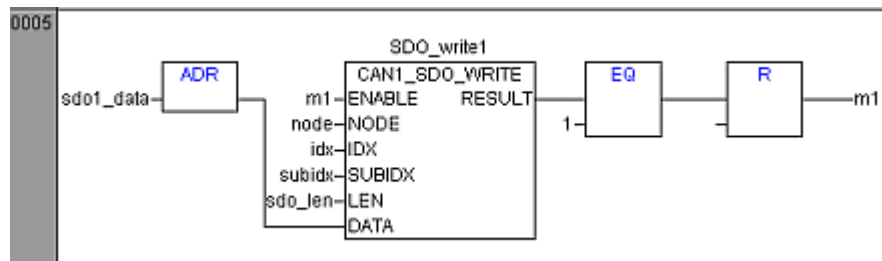 0005
SDO_write1
ADR
CAN1_SDO_WRITE
EQ
R
sdo1_data
m1
ENABLE
RESULT
m1
node
NODE
1
idx
IDX
subidx
SUBIDX
sdo_len
LEN
DATA